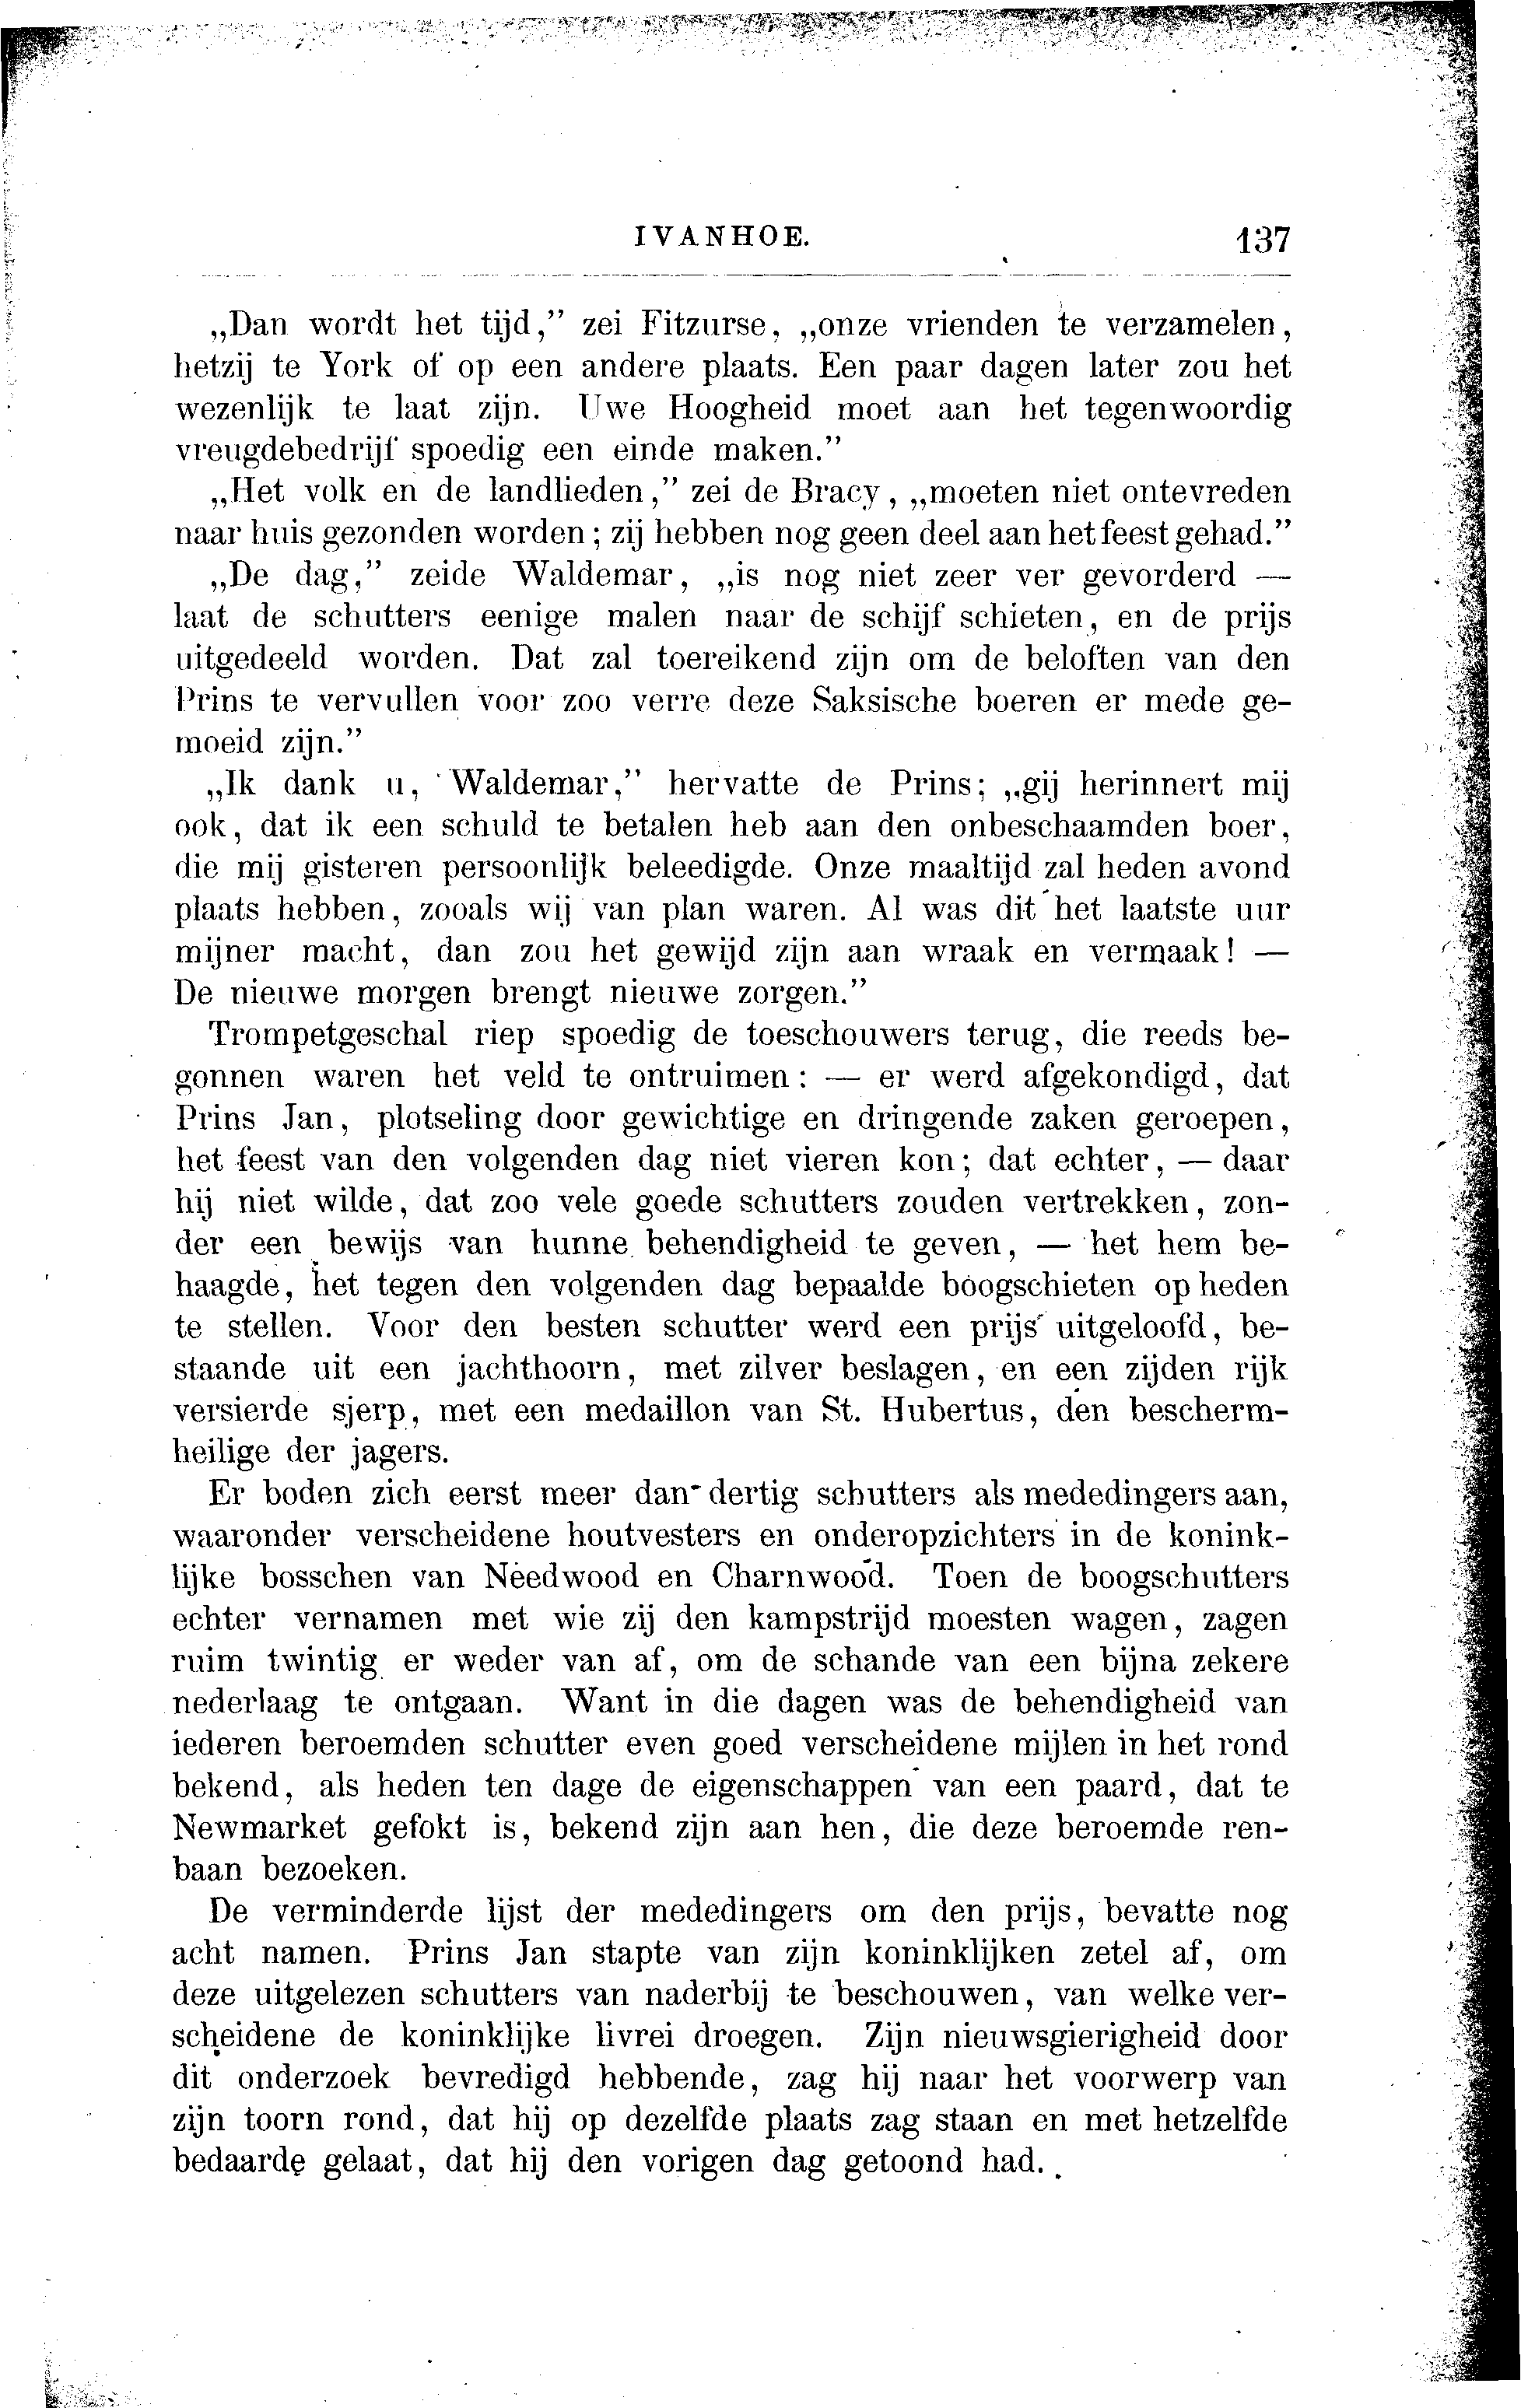 IVANHOE. 137
„Dan wordt het tijd,” zei Fitzurse, „onze vrienden te verzamelen,
hetzij te York of op een andere plaats. Een paar dagen later zou het
wezenlijk te laat zijn. Uwe Hoogheid moet aan het tegenwoordig
vreugdebedrijf spoedig een einde maken.”
„Het volk en de landlieden,” zei de Bracy, „moeten niet ontevreden
naar huis gezonden worden; zij hebben nog geen deel aan het feest gehad.”
„De dag,” zeide Waldemar, „is nog niet zeer ver gevorderd —
laat de schutters eenige malen naar de schijf schieten, en de prijs
uitgedeeld worden. Dat zal toereikend zijn om de beloften van den
Prins te vervullen voor zoo verre deze Saksische boeren er mede ge-
moeid zijn.”
„Ik dank u, Waldemar,” hervatte de Prins; „gij herinnert mij
ook, dat ik een schuld te betalen heb aan den onbeschaamden boer,
die mij gisteren persoonlijk beleedigde. Onze maaltijd zal heden avond
plaats hebben, zooals wij van plan waren. Al was dit het laatste uur
mijner macht, dan zou het gewijd zijn aan wraak en vermaak! —
De nieuwe morgen brengt nieuwe zorgen.”
Trompetgeschal riep spoedig de toeschouwers terug, die reeds be-
gonnen waren het veld te ontruimen: — er werd afgekondigd, dat
Prins Jan, plotseling door gewichtige en dringende zaken geroepen,
het feest van den volgenden dag niet vieren kon; dat echter, — daar
hij niet wilde, dat zoo vele goede schutters zouden vertrekken, zon-
der een bewijs van hunne behendigheid te geven, — het hem be-
haagde, het tegen den volgenden dag bepaalde boogschieten op heden
te stellen. Voor den besten schutter werd een prijs uitgeloofd, be-
staande uit een jachthoorn, met zilver beslagen, en een zijden rijk
versierde sjerp, met een medaillon van St. Hubertus, den bescherm-
heilige der jagers.
Er boden zich eerst meer dan dertig schutters als mededingers aan,
waaronder verscheidene houtvesters en onderopzichters in de konink-
lijke bosschen van Needwood en Charnwood. Toen de boogschutters
echter vernamen met wie zij den kampstrijd moesten wagen, zagen
ruim twintig er weder van af, om de schande van een bijna zekere
nederlaag te ontgaan. Want in die dagen was de behendigheid van
iederen beroemden schutter even goed verscheidene mijlen in het rond
bekend, als heden ten dage de eigenschappen van een paard, dat te
Newmarket gefokt is, bekend zijn aan hen, die deze beroemde ren-
baan bezoeken.
De verminderde lijst der mededingers om den prijs, bevatte nog
acht namen. Prins Jan stapte van zijn koninklijken zetel af, om
deze uitgelezen schutters van naderbij te beschouwen, van welke ver-
scheidene de koninklijke livrei droegen. Zijn nieuwsgierigheid door
dit onderzoek bevredigd hebbende, zag hij naar het voorwerp van
zijn toorn rond, dat hij op dezelfde plaats zag staan en met hetzelfde
bedaarde gelaat, dat hij den vorigen dag getoond had.